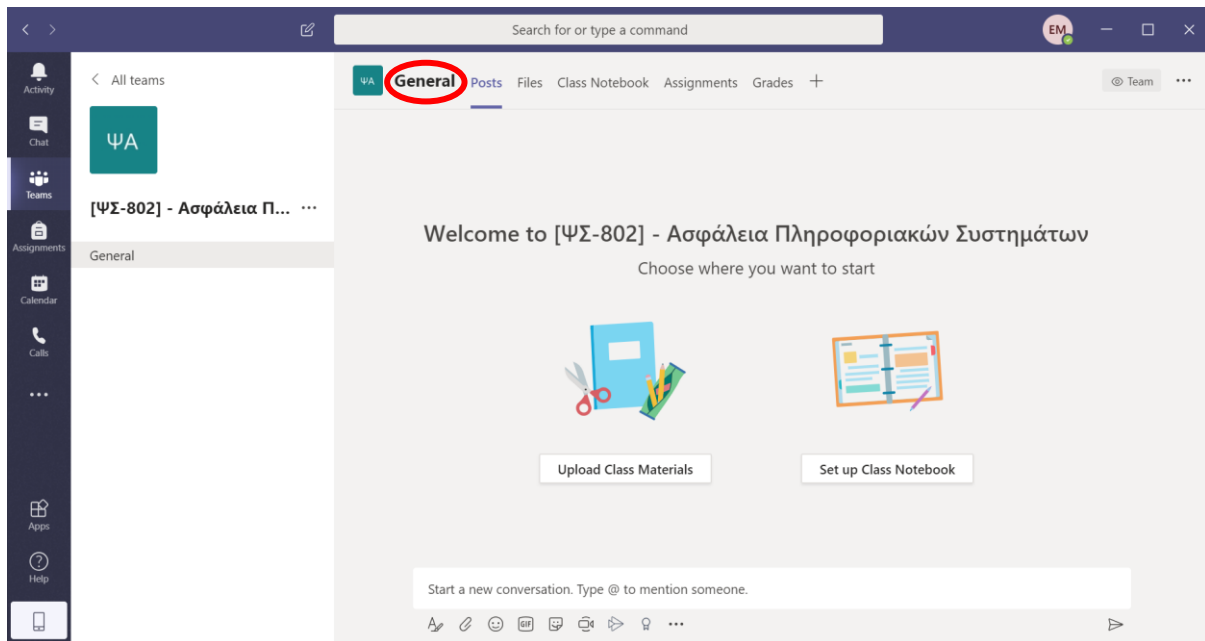 Search for or type a command
EM
Activity
Chat
Teams
Assignments
Calendar
Calls
Apps
Help
All teams
ΨΑ
[ΨΣ-802] - Ασφάλεια Π...
General
ΨΑ General Posts Files Class Notebook Assignments Grades
Team
Welcome to [ΨΣ-802] - Ασφάλεια Πληροφοριακών Συστημάτων
Choose where you want to start
Upload Class Materials
Set up Class Notebook
Start a new conversation. Type @ to mention someone.
GIF